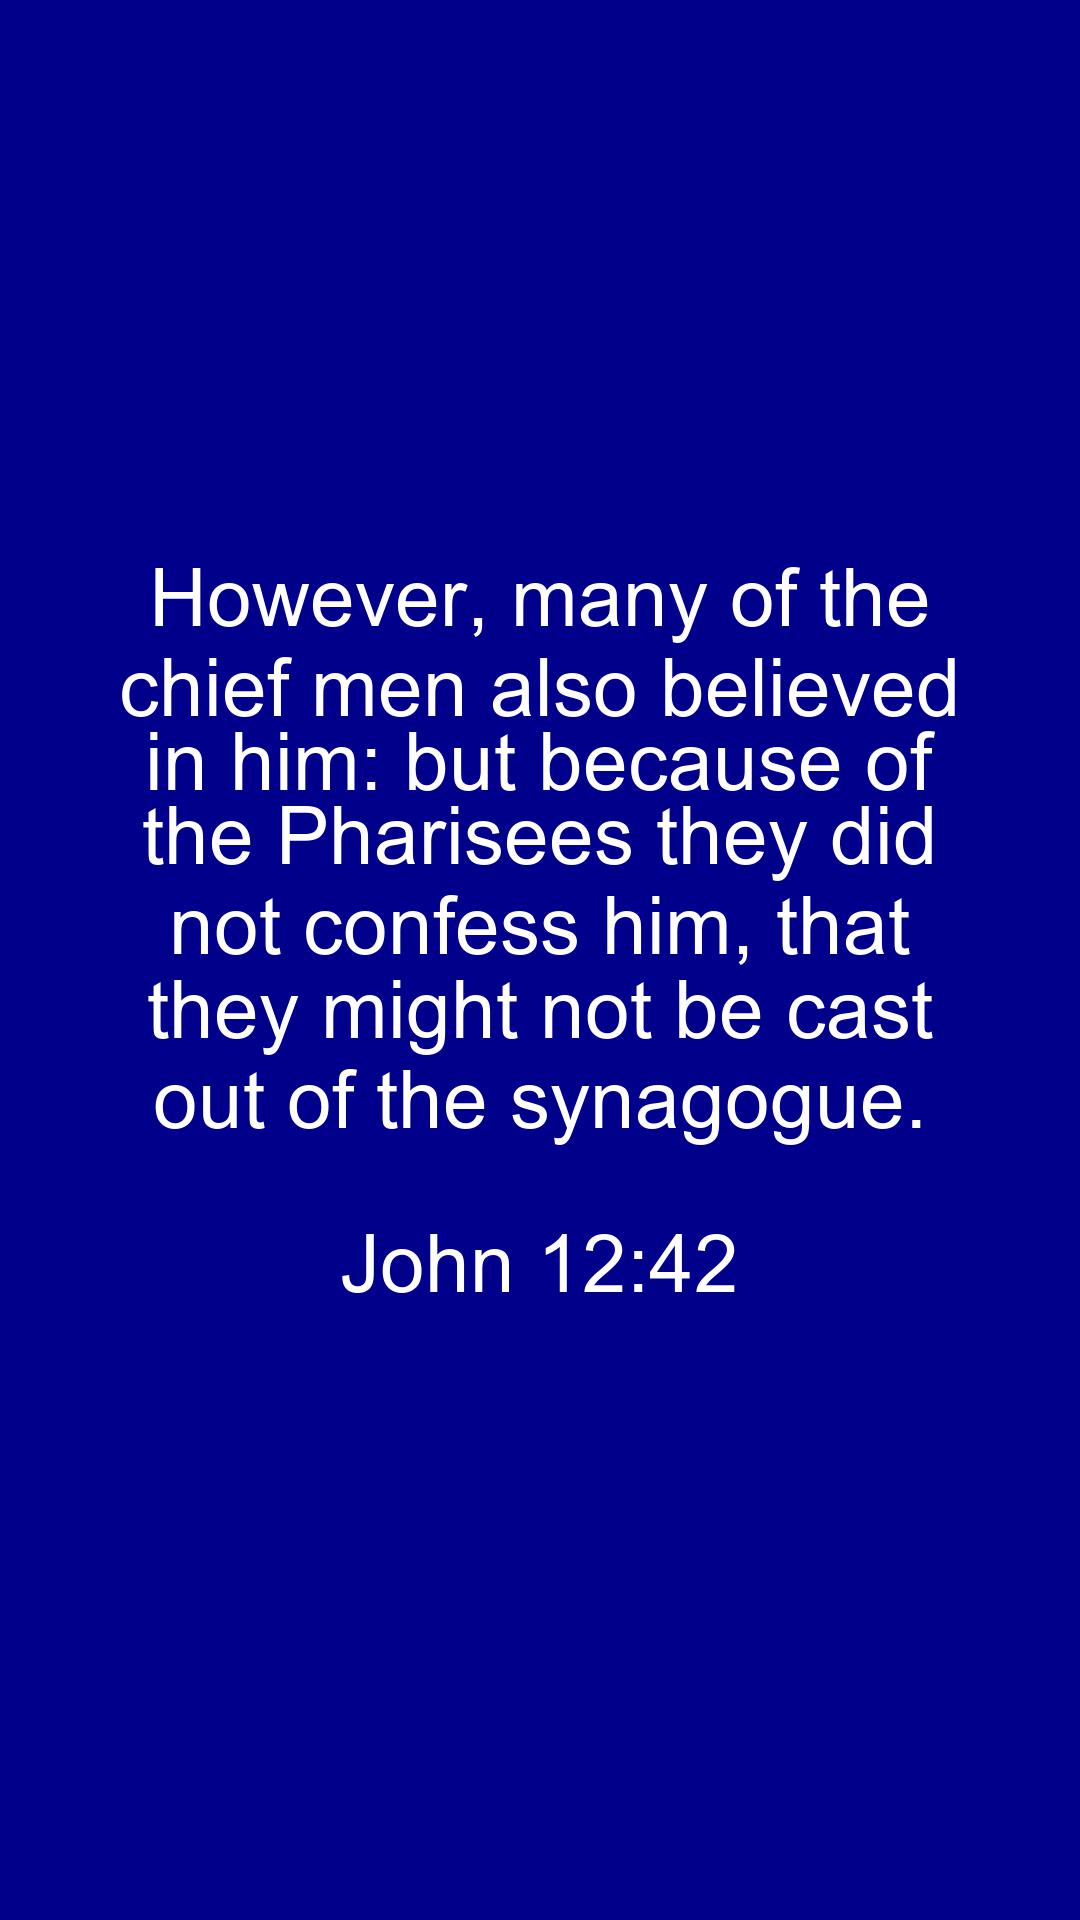 However, many of the
chief men also believed
in him: but because of
the Pharisees they did
not confess him, that
they might not be cast
out of the synagogue.
John 12:42